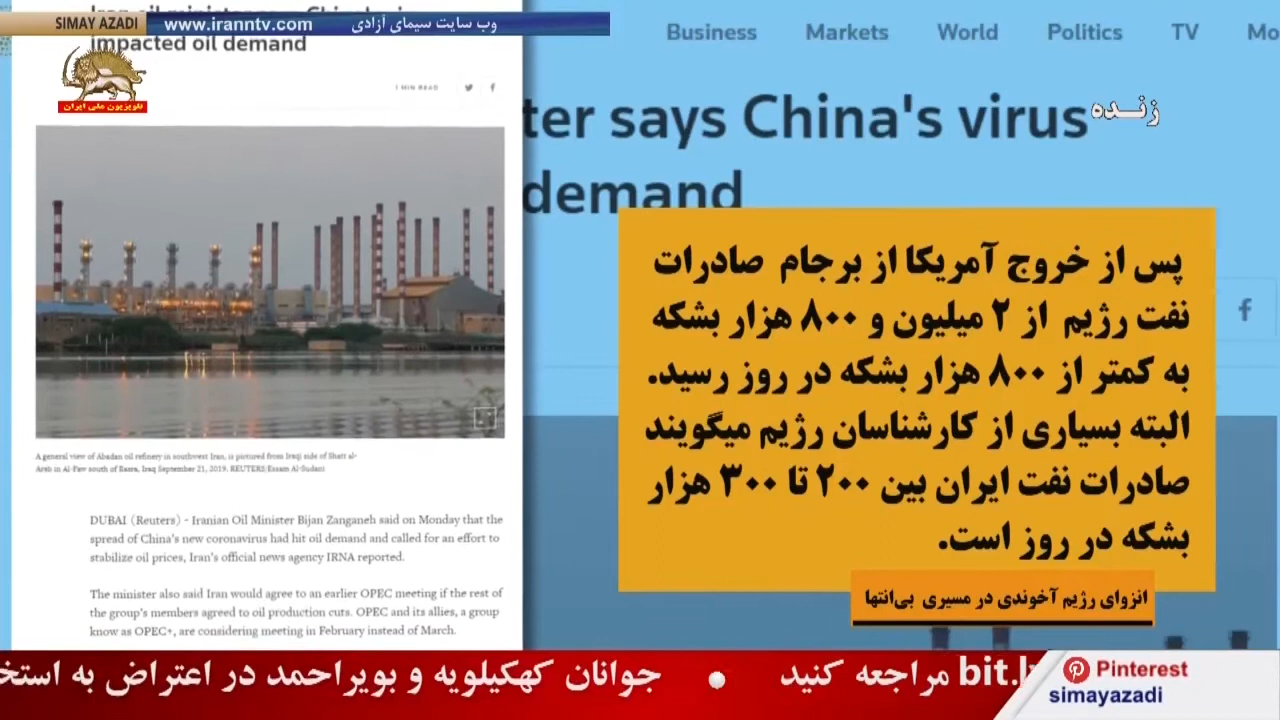 SIMAY AZADI
www.iranntv.com
وب سایت سیمای آزادی
impacted oil demand
تلویزیون ملی ایران
1 MIN READ
Business Markets World Politics TV Mo
ter says China's virus
demand
زنده
A general view of Abadan oil refinery in southwest Iran, is pictured from Iraqi side of Shatt al-
Arab in Al-Faw south of Basra, Iraq September 21, 2019. REUTERS/Essam Al-Sudani
DUBAI (Reuters) - Iranian Oil Minister Bijan Zanganeh said on Monday that the
spread of China's new coronavirus had hit oil demand and called for an effort to
stabilize oil prices, Iran's official news agency IRNA reported.
The minister also said Iran would agree to an earlier OPEC meeting if the rest of
the group's members agreed to oil production cuts. OPEC and its allies, a group
know as OPEC+, are considering meeting in February instead of March.
پس از خروج آمریکا از برجام صادرات
نفت رژیم از ۲ میلیون و ۸۰۰ هزار بشکه
به کمتر از ۸۰۰ هزار بشکه در روز رسید.
البته بسیاری از کارشناسان رژیم میگویند
صادرات نفت ایران بین ۲۰۰ تا ۳۰۰ هزار
بشکه در روز است.
انزوای رژیم آخوندی در مسیری بی‌انتها
bit.l مراجعه کنید • جوانان کهکیلویه و بویراحمد در اعتراض به استخ
Pinterest
simayazadi